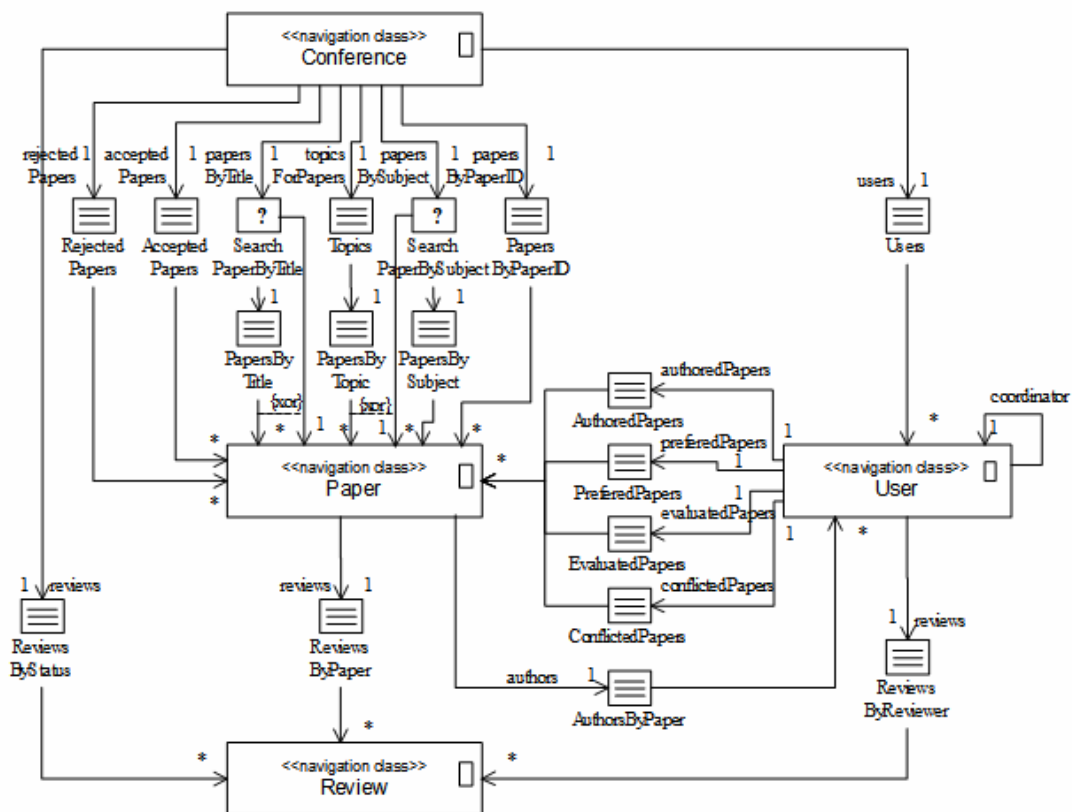 <<navigation class>>
Conference
rejected 1
Papers
accepted
Papers
1
papers
ByTitle
1
topics
ForPapers
1
papers
BySubject
1
papers
ByPaperID
1
users
1
?
?
Rejected
Papers
Accepted
Papers
Search
PaperByTitle
Topics
Search
PaperBySubject
Papers
ByPaperID
Users
1
1
1
PapersBy
Title
PapersBy
Topic
PapersBy
Subject
{xor}
{xor}
*
*
1
*
1
*
*
*
*
<<navigation class>>
Paper
*
authoredPapers
AuthoredPapers
1
preferedPapers
1
PreferedPapers
1
evaluatedPapers
EvaluatedPapers
1
conflictedPapers
ConflictedPapers
coordinator
*
1
<<navigation class>>
User
*
1 reviews
Reviews
ByStatus
reviews 1
Reviews
ByPaper
authors 1
AuthorsByPaper
1 reviews
Reviews
ByReviewer
*
*
*
<<navigation class>>
Review